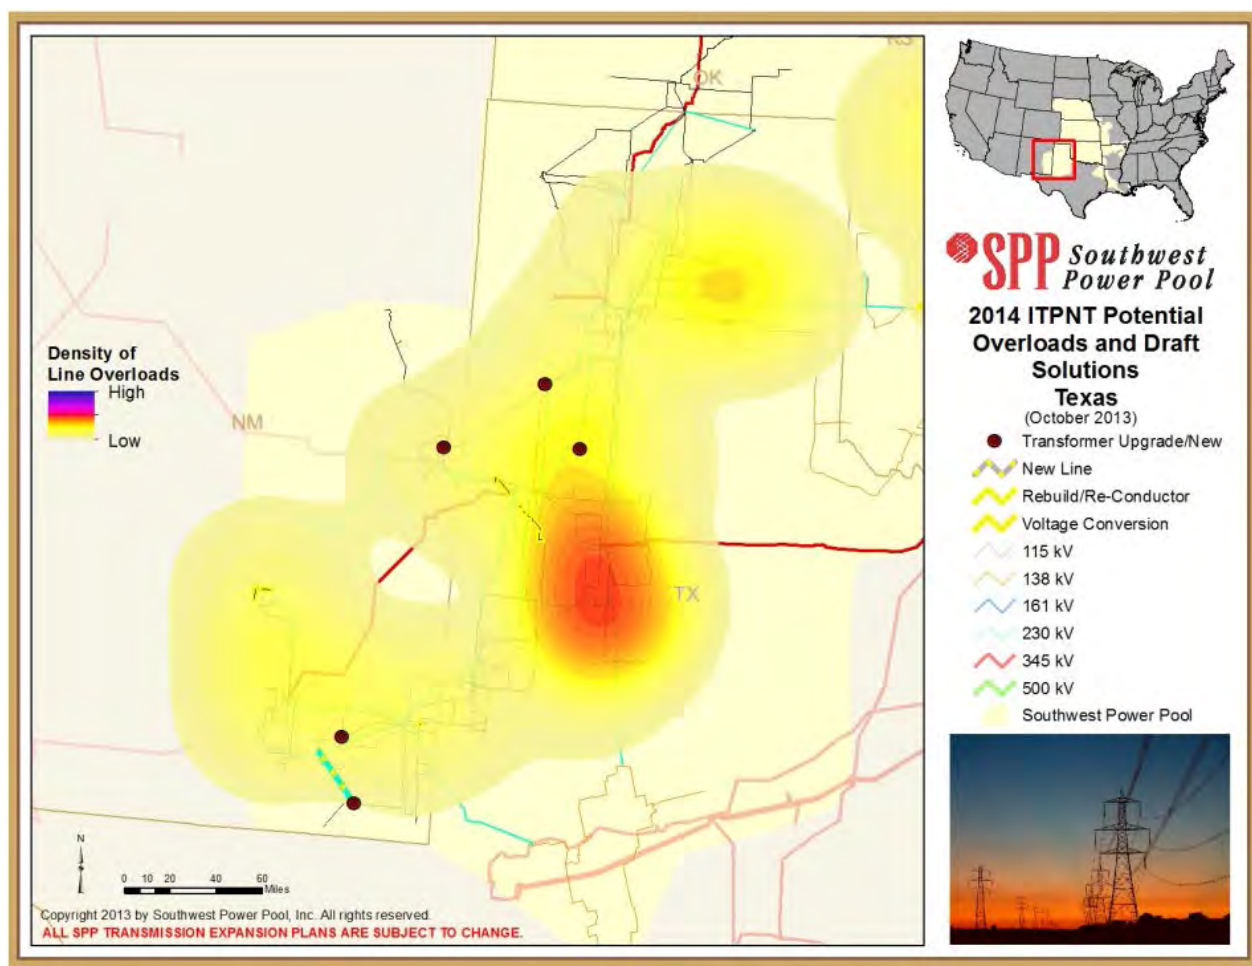 KS
OK
Density of
Line Overloads
High
Low
NM
TX
N
0 10 20 40 60
Miles
Copyright 2013 by Southwest Power Pool, Inc. All rights reserved.
ALL SPP TRANSMISSION EXPANSION PLANS ARE SUBJECT TO CHANGE.
SPP Southwest
Power Pool
2014 ITPNT Potential
Overloads and Draft
Solutions
Texas
(October 2013)
Transformer Upgrade/New
New Line
Rebuild/Re-Conductor
Voltage Conversion
115 kV
138 kV
161 kV
230 kV
345 kV
500 kV
Southwest Power Pool